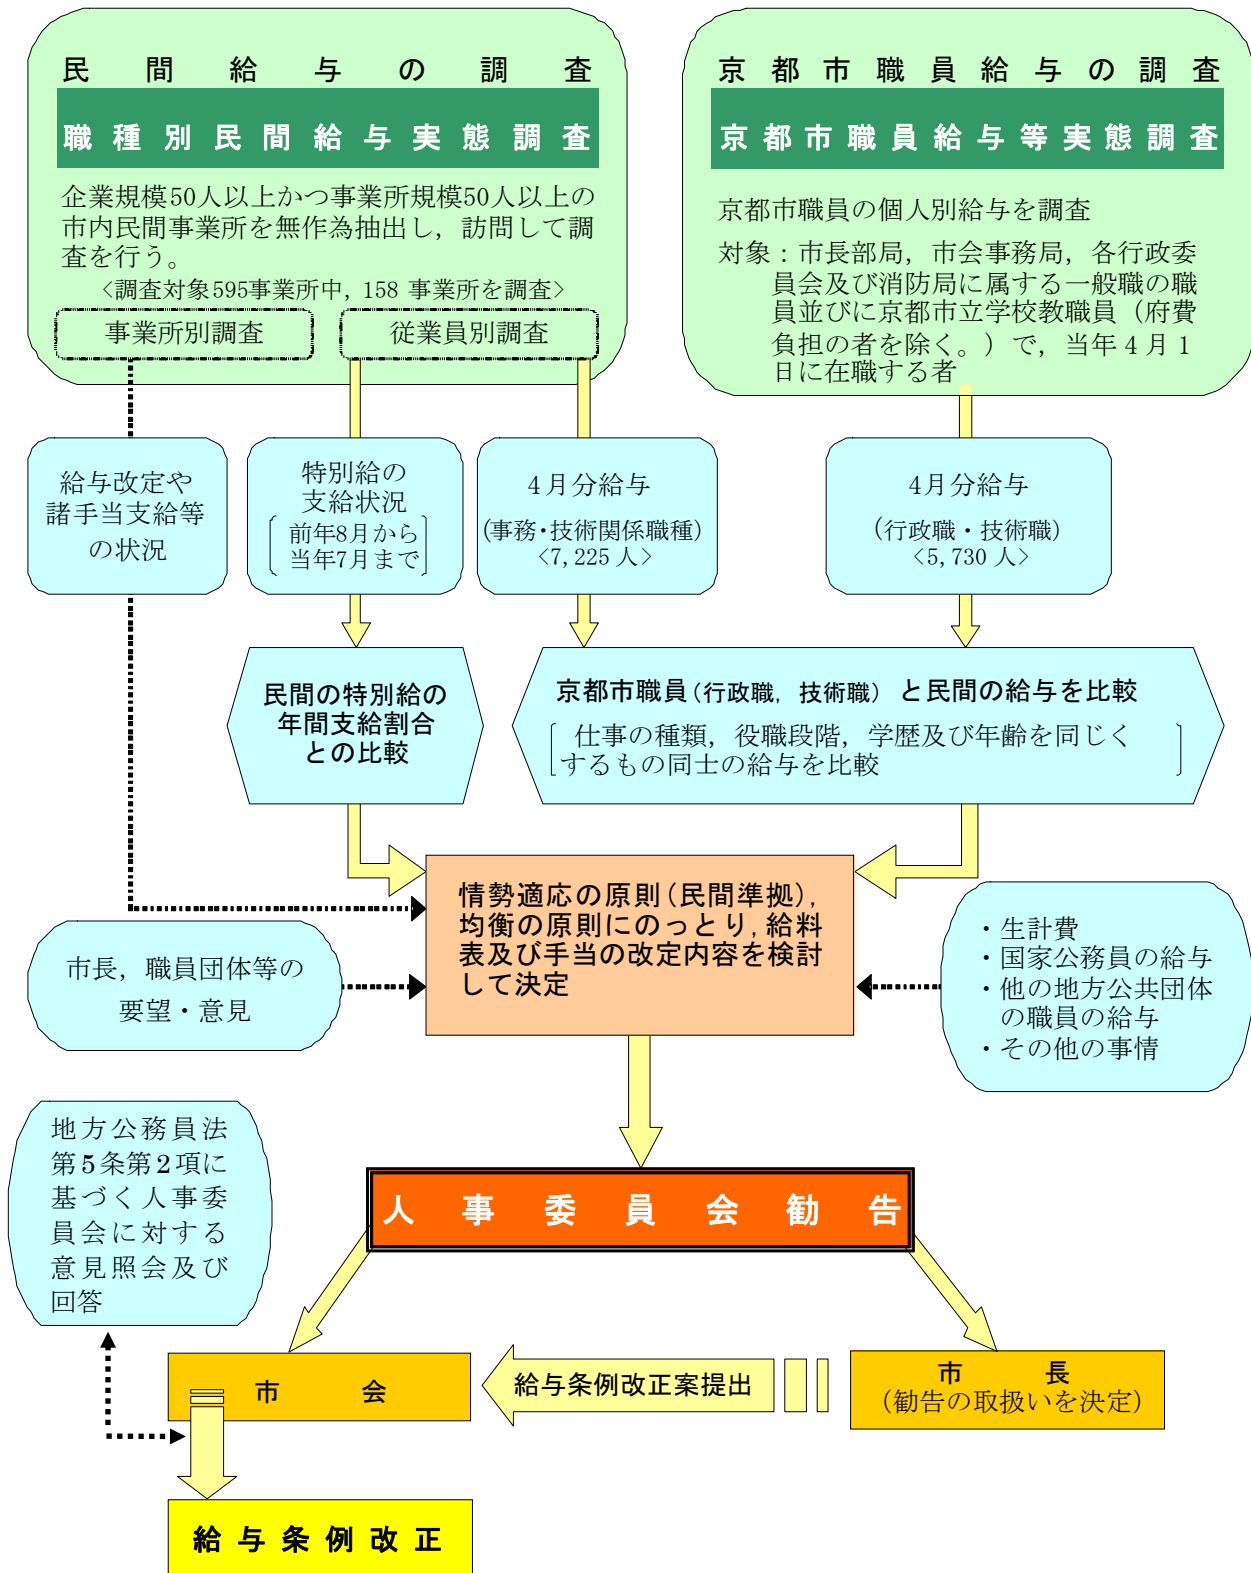 民間給与の調査
職種別民間給与実態調査
企業規模50人以上かつ事業所規模50人以上の
市内民間事業所を無作為抽出し，訪問して調
査を行う。
<調査対象595事業所中，158 事業所を調査>
事業所別調査
従業員別調査
京都市職員給与の調査
京都市職員給与等実態調査
京都市職員の個人別給与を調査
対象：市長部局，市会事務局，各行政委
員会及び消防局に属する一般職の職
員並びに京都市立学校教職員（府費
負担の者を除く。）で，当年４月１
日に在職する者
給与改定や
諸手当支給等
の状況
特別給の
支給状況
前年8月から
当年7月まで
4月分給与
(事務・技術関係職種)
<7,225 人>
4月分給与
(行政職・技術職)
<5,730 人>
民間の特別給の
年間支給割合
との比較
京都市職員(行政職，技術職) と民間の給与を比較
仕事の種類，役職段階，学歴及び年齢を同じく
するもの同士の給与を比較
情勢適応の原則(民間準拠)，
均衡の原則にのっとり，給料
表及び手当の改定内容を検討
して決定
市長，職員団体等の
要望・意見
・生計費
・国家公務員の給与
・他の地方公共団体
の職員の給与
・その他の事情
地方公務員法
第5条第2項に
基づく人事委
員会に対する
意見照会及び
回答
人事委員会勧告
市会
給与条例改正案提出
市長
（勧告の取扱いを決定）
給与条例改正